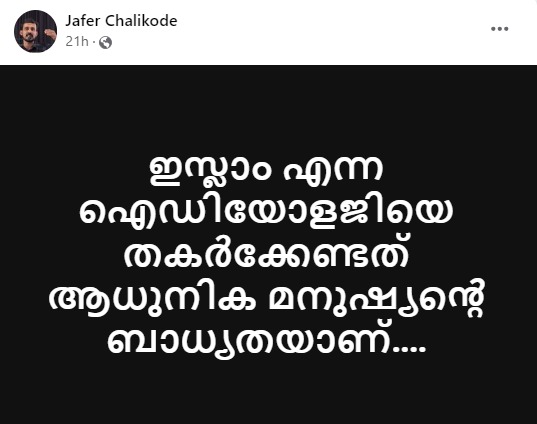 Jafer Chalikode
21h ·
ഇസ്ലാം എന്ന
ഐഡിയോളജിയെ
തകർക്കേണ്ടത്
ആധുനിക മനുഷ്യന്റെ
ബാധ്യതയാണ്....